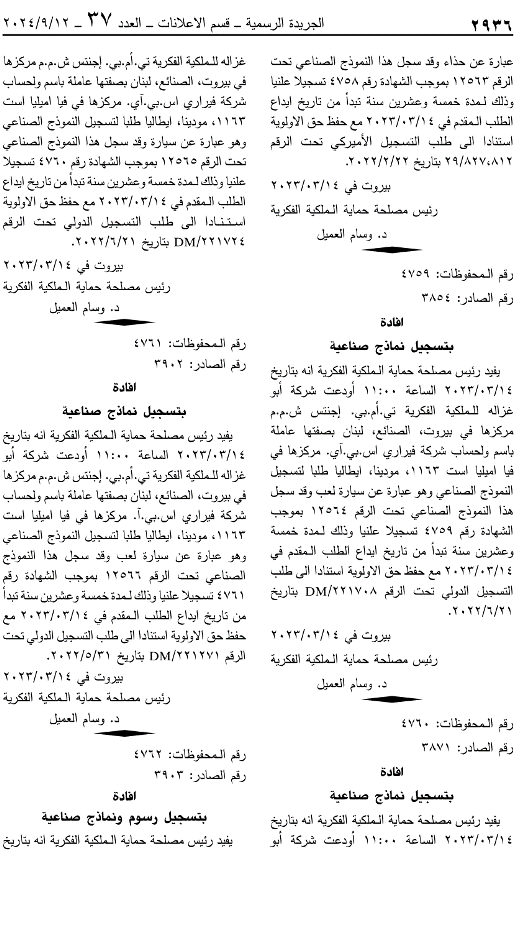 ٢٩٣٦
الجريدة الرسمية – قسم الاعلانات – العدد ٣٧ – ٢٠٢٤/٩/١٢
عبارة عن حذاء وقد سجل هذا النموذج الصناعي تحت
الرقم ١٢٥٦٣ بموجب الشهادة رقم ٤٧٥٨ تسجيلا علنيا
وذلك لمدة خمسة وعشرين سنة تبدأ من تاريخ ايداع
الطلب المقدم في ٢٠٢٣/٠٣/١٤ مع حفظ حق الاولوية
استنادا الى طلب التسجيل الأميركي تحت الرقم
٢٩/٨٢٧،٨١٢ بتاريخ ٢٠٢٢/٢/٢٢.
بيروت في ٢٠٢٣/٠٣/١٤
رئيس مصلحة حماية الملكية الفكرية
د. وسام العميل
رقم المحفوظات: ٤٧٥٩
رقم الصادر: ٣٨٥٤
افادة
بتسجيل نماذج صناعية
يفيد رئيس مصلحة حماية الملكية الفكرية انه بتاريخ
٢٠٢٣/٠٣/١٤ الساعة ١١:٠٠ أودعت شركة أبو
غزاله للملكية الفكرية تي.أم.بي. إجنتس ش.م.م
مركزها في بيروت، الصنائع، لبنان بصفتها عاملة
باسم ولحساب شركة فيراري اس.بي.آي. مركزها في
فيا اميليا است ١١٦٣، مودينا، ايطاليا طلبا لتسجيل
النموذج الصناعي وهو عبارة عن سيارة لعب وقد سجل
هذا النموذج الصناعي تحت الرقم ١٢٥٦٤ بموجب
الشهادة رقم ٤٧٥٩ تسجيلا علنيا وذلك لمدة خمسة
وعشرين سنة تبدأ من تاريخ ايداع الطلب المقدم في
٢٠٢٣/٠٣/١٤ مع حفظ حق الاولوية استنادا الى طلب
التسجيل الدولي تحت الرقم DM/٢٢١٧٠٨ بتاريخ
٢٠٢٢/٦/٢١.
بيروت في ٢٠٢٣/٠٣/١٤
رئيس مصلحة حماية الملكية الفكرية
د. وسام العميل
رقم المحفوظات: ٤٧٦٠
رقم الصادر: ٣٨٧١
افادة
بتسجيل نماذج صناعية
يفيد رئيس مصلحة حماية الملكية الفكرية انه بتاريخ
٢٠٢٣/٠٣/١٤ الساعة ١١:٠٠ أودعت شركة أبو
غزاله للملكية الفكرية تي.أم.بي. إجنتس ش.م.م مركزها
في بيروت، الصنائع، لبنان بصفتها عاملة باسم ولحساب
شركة فيراري اس.بي.آي. مركزها في فيا اميليا است
١١٦٣، مودينا، ايطاليا طلبا لتسجيل النموذج الصناعي
وهو عبارة عن سيارة وقد سجل هذا النموذج الصناعي
تحت الرقم ١٢٥٦٥ بموجب الشهادة رقم ٤٧٦٠ تسجيلا
علنيا وذلك لمدة خمسة وعشرين سنة تبدأ من تاريخ ايداع
الطلب المقدم في ٢٠٢٣/٠٣/١٤ مع حفظ حق الاولوية
استنادا الى طلب التسجيل الدولي تحت الرقم
DM/٢٢١٧٢٤ بتاريخ ٢٠٢٢/٦/٢١.
بيروت في ٢٠٢٣/٠٣/١٤
رئيس مصلحة حماية الملكية الفكرية
د. وسام العميل
رقم المحفوظات: ٤٧٦١
رقم الصادر: ٣٩٠٢
افادة
بتسجيل نماذج صناعية
يفيد رئيس مصلحة حماية الملكية الفكرية انه بتاريخ
٢٠٢٣/٠٣/١٤ الساعة ١١:٠٠ أودعت شركة أبو
غزاله للملكية الفكرية تي.أم.بي. إجنتس ش.م.م مركزها
في بيروت، الصنائع، لبنان بصفتها عاملة باسم ولحساب
شركة فيراري اس.بي.آ. مركزها في فيا اميليا است
١١٦٣، مودينا، ايطاليا طلبا لتسجيل النموذج الصناعي
وهو عبارة عن سيارة لعب وقد سجل هذا النموذج
الصناعي تحت الرقم ١٢٥٦٦ بموجب الشهادة رقم
٤٧٦١ تسجيلا علنيا وذلك لمدة خمسة وعشرين سنة تبدأ
من تاريخ ايداع الطلب المقدم في ٢٠٢٣/٠٣/١٤ مع
حفظ حق الاولوية استنادا الى طلب التسجيل الدولي تحت
الرقم DM/٢٢١٢٧١ بتاريخ ٢٠٢٢/٥/٣١.
بيروت في ٢٠٢٣/٠٣/١٤
رئيس مصلحة حماية الملكية الفكرية
د. وسام العميل
رقم المحفوظات: ٤٧٦٢
رقم الصادر: ٣٩٠٣
افادة
بتسجيل رسوم ونماذج صناعية
يفيد رئيس مصلحة حماية الملكية الفكرية انه بتاريخ